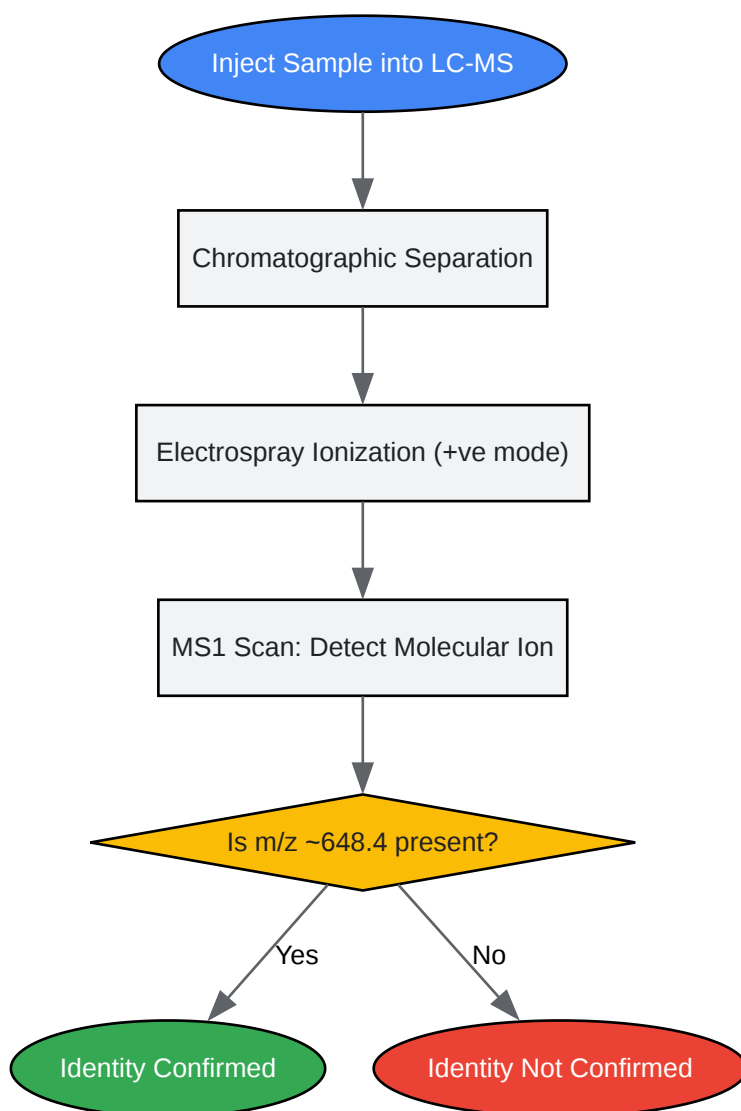 Inject Sample into LC-MS
Chromatographic Separation
Electrospray Ionization (+ve mode)
MS1 Scan: Detect Molecular Ion
Is m/z ~648.4 present?
Yes
No
Identity Confirmed
Identity Not Confirmed